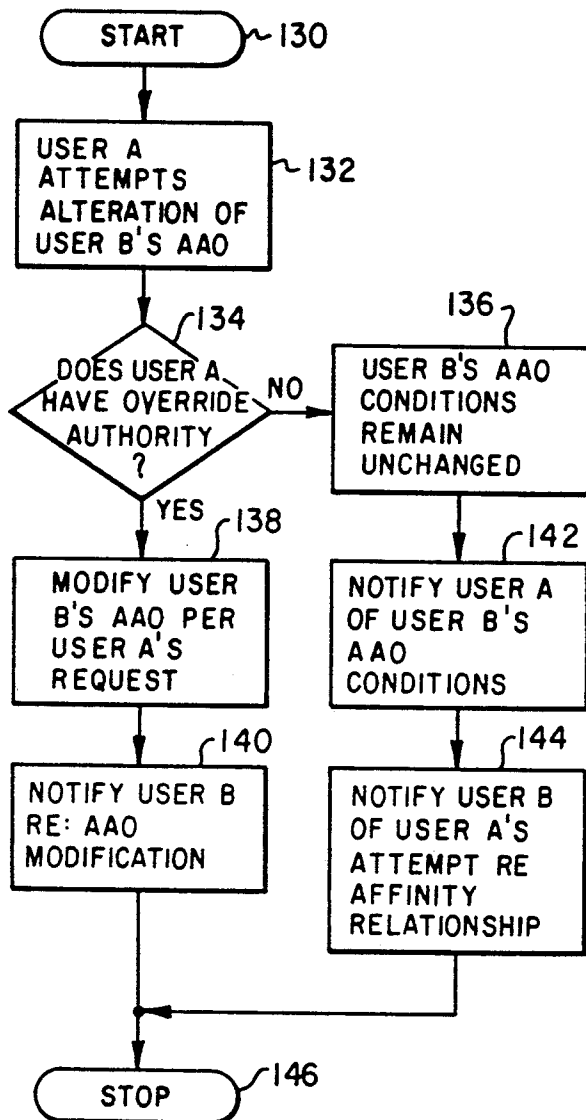 START
130
USER A
ATTEMPTS
ALTERATION OF
USER B'S AAO
132
134
DOES USER A
HAVE OVERRIDE
AUTHORITY
?
NO
YES
136
USER B'S AAO
CONDITIONS
REMAIN
UNCHANGED
138
MODIFY USER
B'S AAO PER
USER A'S
REQUEST
142
NOTIFY USER A
OF USER B'S
AAO
CONDITIONS
140
NOTIFY USER B
RE: AAO
MODIFICATION
144
NOTIFY USER B
OF USER A'S
ATTEMPT RE
AFFINITY
RELATIONSHIP
STOP
146